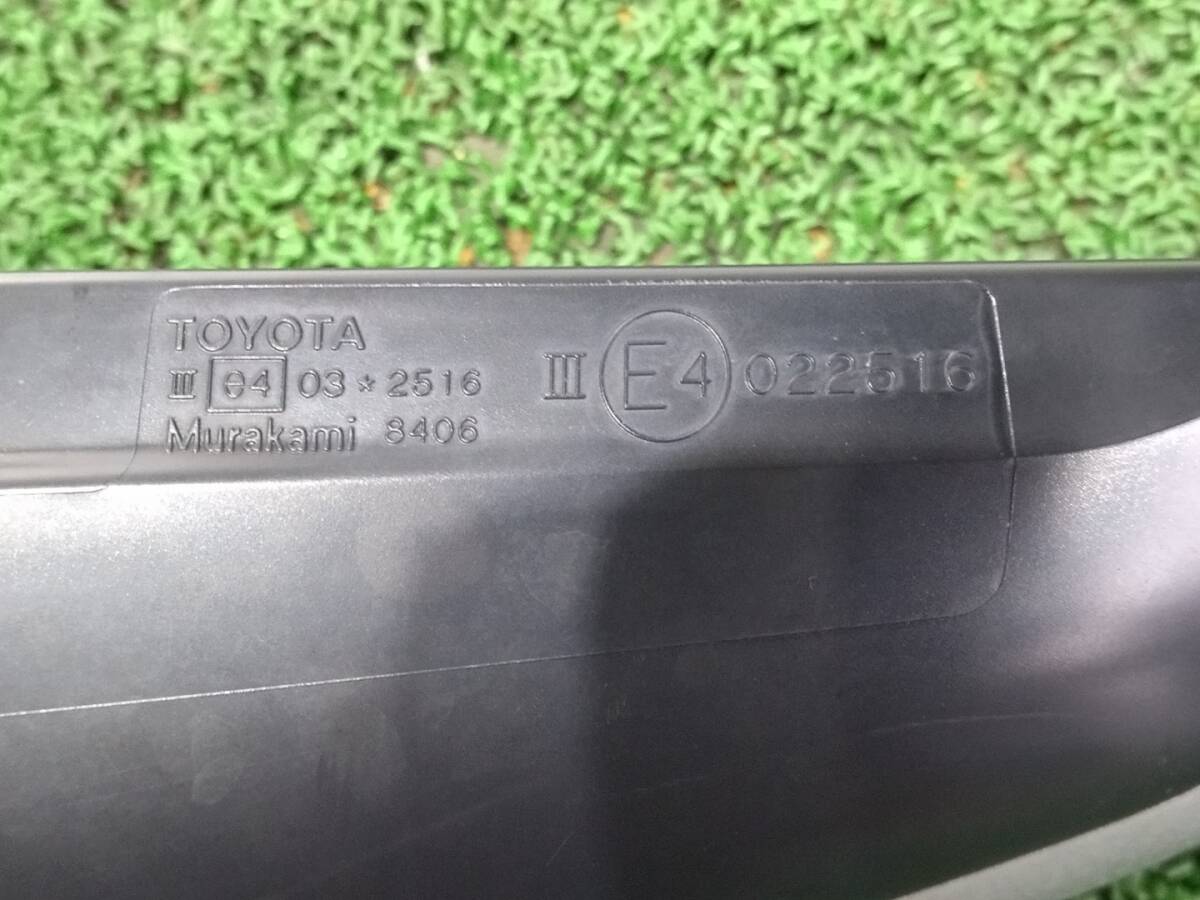 TOYOTA
III e4 03*2516
Murakami 8406
III E4 022516